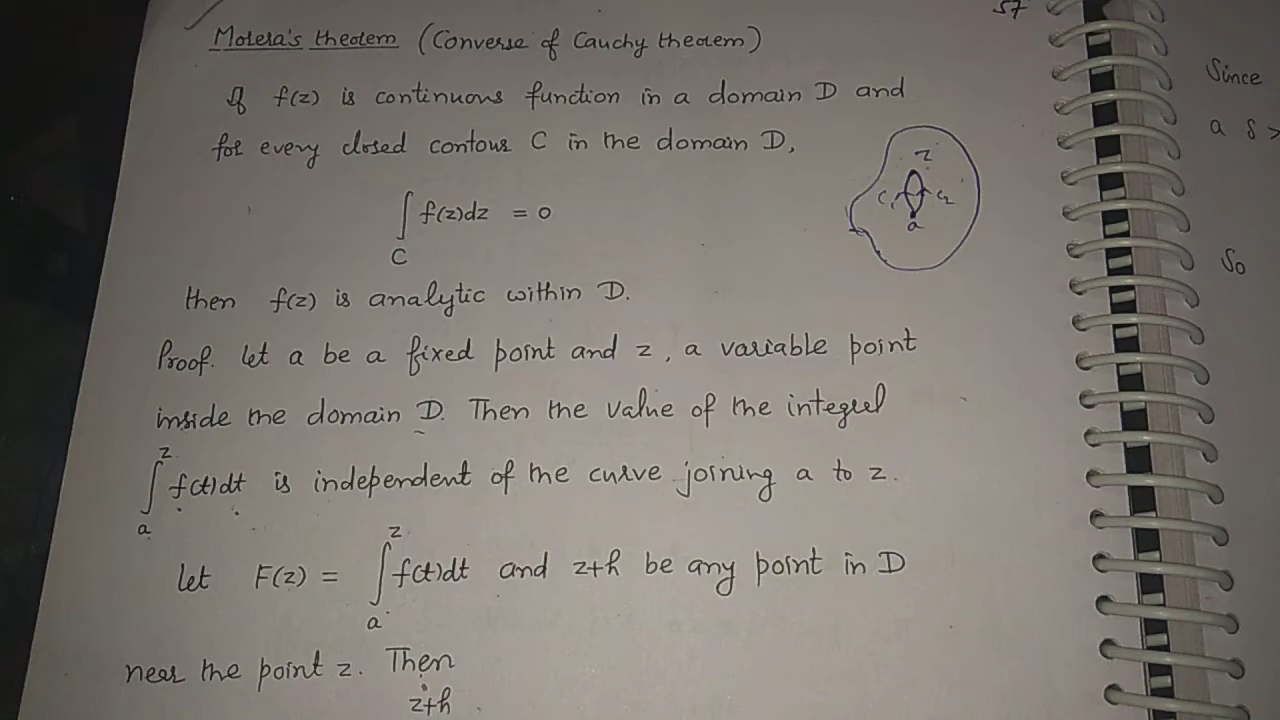 57
Morera's theorem (Converse of Cauchy theorem)
If f(z) is continuous function in a domain D and
for every closed contour C in the domain D,
∫ f(z)dz = 0
C
z
C₁ C₂
a
then f(z) is analytic within D.
Proof. Let a be a fixed point and z, a variable point
inside the domain D. Then the value of the integral
z
∫ f(t)dt is independent of the curve joining a to z.
a
z
Let F(z) = ∫ f(t)dt and z+h be any point in D
a
near the point z. Then
z+h
Since
a δ >
So